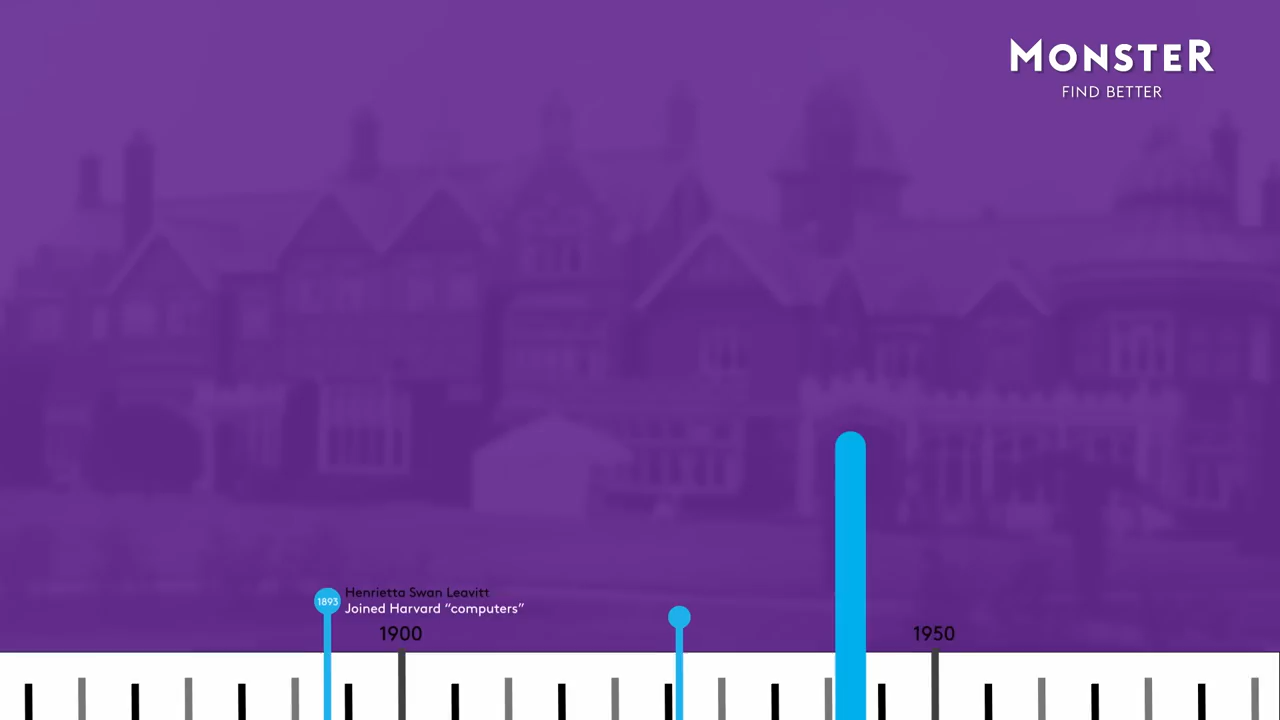 MONSTER
FIND BETTER
1893
Henrietta Swan Leavitt
Joined Harvard “computers”
1900
1950